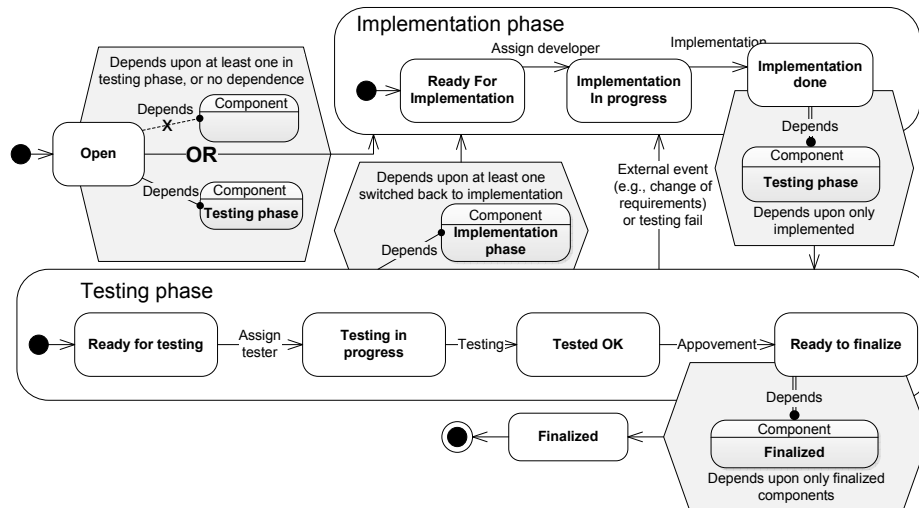 Implementation phase
Depends upon at least one in
testing phase, or no dependence
Depends
X
Component
Open
OR
Depends
Component
Testing phase
Assign developer
Implementation
Ready For
Implementation
Implementation
In progress
Implementation
done
Depends
Component
Testing phase
Depends upon only
implemented
Depends upon at least one
switched back to implementation
Component
Implementation
phase
Depends
External event
(e.g., change of
requirements)
or testing fail
Testing phase
Ready for testing
Assign
tester
Testing in
progress
Testing
Tested OK
Appovement
Ready to finalize
Depends
Component
Finalized
Depends upon only finalized
components
Finalized